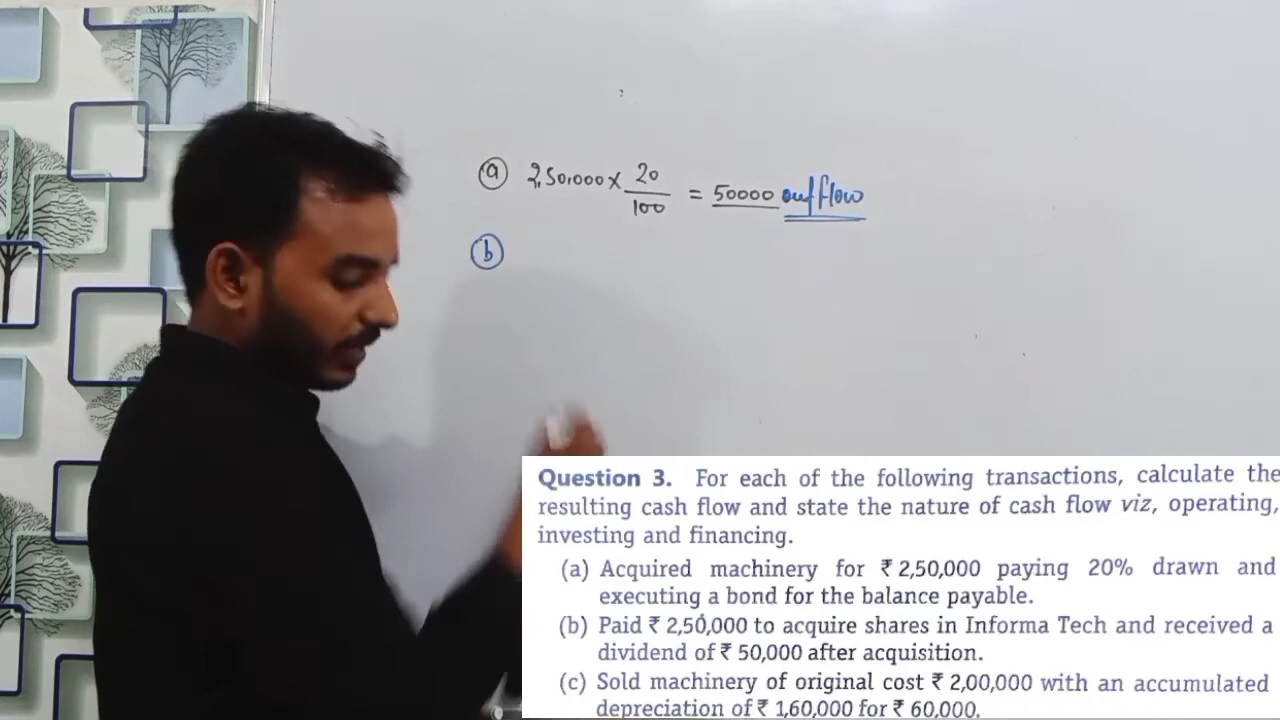 ⓐ 2,50,000 × 20/100 = 50000 outflow
ⓑ
Question 3. For each of the following transactions, calculate the
resulting cash flow and state the nature of cash flow viz, operating,
investing and financing.
(a) Acquired machinery for ₹ 2,50,000 paying 20% drawn and
executing a bond for the balance payable.
(b) Paid ₹ 2,50,000 to acquire shares in Informa Tech and received a
dividend of ₹ 50,000 after acquisition.
(c) Sold machinery of original cost ₹ 2,00,000 with an accumulated
depreciation of ₹ 1,60,000 for ₹ 60,000.